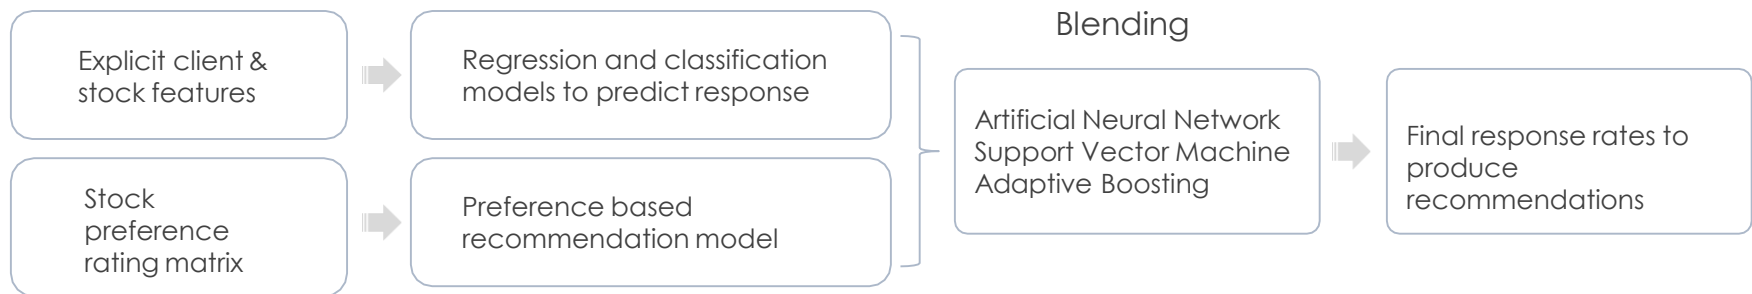 Explicit client &
stock features
Regression and classification
models to predict response
Stock
preference
rating matrix
Preference based
recommendation model
Blending
Artificial Neural Network
Support Vector Machine
Adaptive Boosting
Final response rates to
produce
recommendations